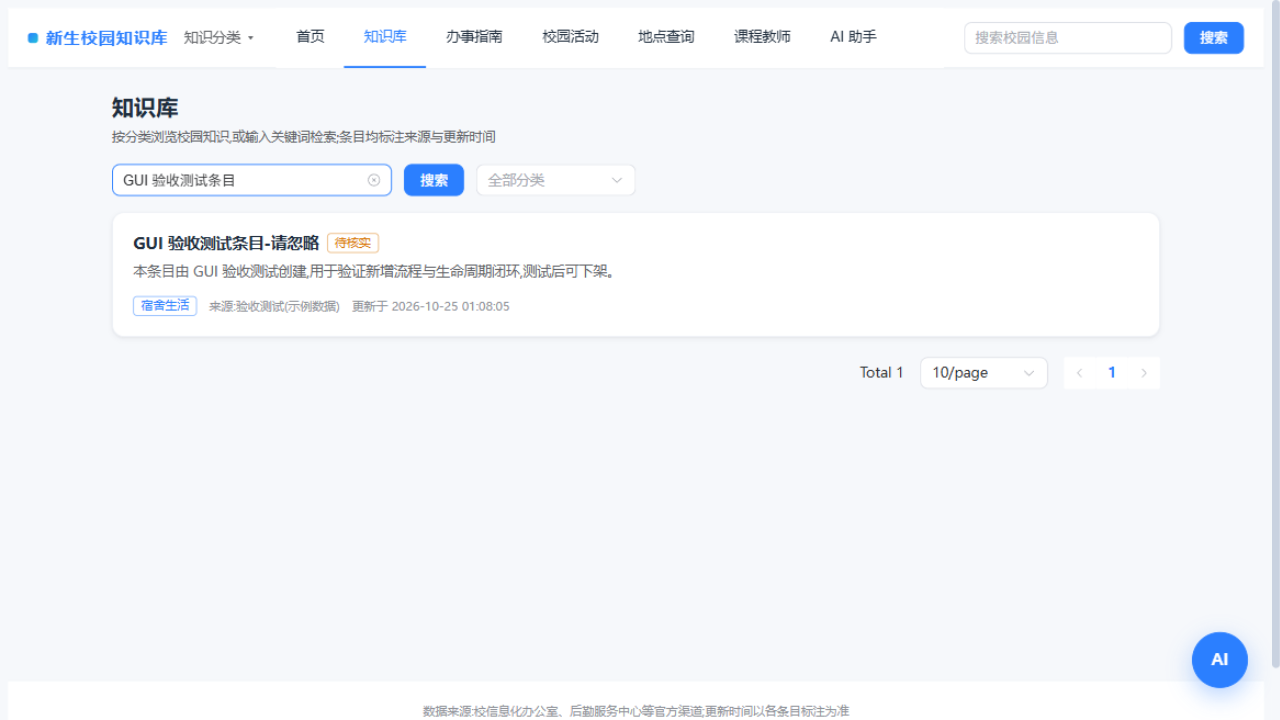 新生校园知识库 知识分类 首页 知识库 办事指南 校园活动 地点查询 课程教师 AI 助手 搜索校园信息 搜索
知识库
按分类浏览校园知识,或输入关键词检索;条目均标注来源与更新时间
GUI 验收测试条目 搜索 全部分类
GUI 验收测试条目-请忽略 待核实
本条目由 GUI 验收测试创建,用于验证新增流程与生命周期闭环,测试后可下架。
宿舍生活 来源:验收测试(示例数据) 更新于 2026-10-25 01:08:05
Total 1 10/page 1
AI
数据来源:校信息化办公室、后勤服务中心等官方渠道;更新时间以各条目标注为准